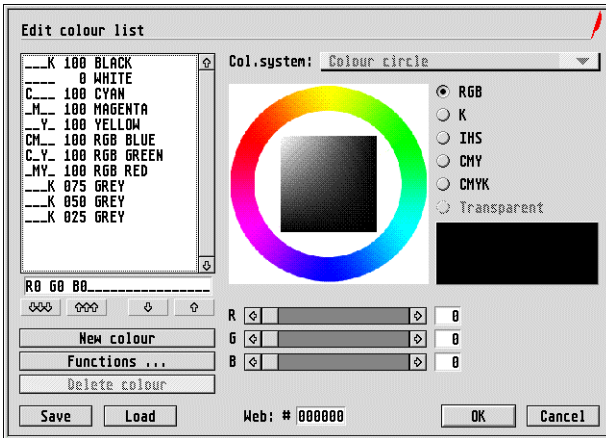 Edit colour list
___K 100 BLACK
____   0 WHITE
C___ 100 CYAN
_M__ 100 MAGENTA
__Y_ 100 YELLOW
CM__ 100 RGB BLUE
C_Y_ 100 RGB GREEN
_MY_ 100 RGB RED
___K 075 GREY
___K 050 GREY
___K 025 GREY
R0 G0 B0________________
New colour
Functions ...
Delete colour
Save
Load
Col.system: Colour circle
RGB
K
IHS
CMY
CMYK
Transparent
R 0
G 0
B 0
Web: # 000000
OK
Cancel